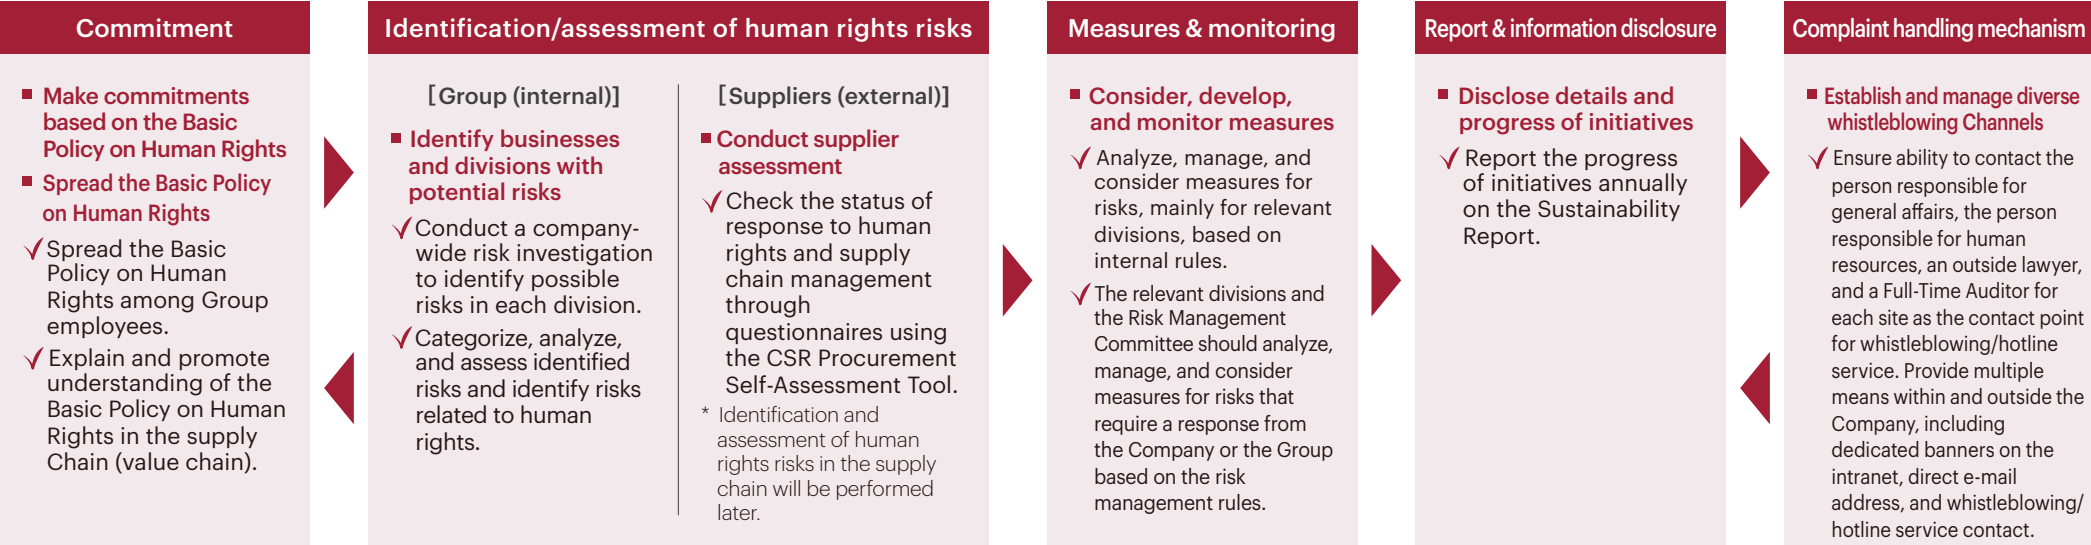 Commitment
Make commitments
based on the Basic
Policy on Human Rights
Spread the Basic Policy
on Human Rights
Spread the Basic
Policy on Human
Rights among Group
employees.
Explain and promote
understanding of the
Basic Policy on Human
Rights in the supply
Chain (value chain).
Identification/assessment of human rights risks
[Group (internal)]
Identify businesses
and divisions with
potential risks
Conduct a company-
wide risk investigation
to identify possible
risks in each division.
Categorize, analyze,
and assess identified
risks and identify risks
related to human
rights.
[Suppliers (external)]
Conduct supplier
assessment
Check the status of
response to human
rights and supply
chain management
through
questionnaires using
the CSR Procurement
Self-Assessment Tool.
* Identification and
assessment of human
rights risks in the supply
chain will be performed
later.
Measures & monitoring
Consider, develop,
and monitor measures
Analyze, manage, and
consider measures for
risks, mainly for relevant
divisions, based on
internal rules.
The relevant divisions and
the Risk Management
Committee should analyze,
manage, and consider
measures for risks that
require a response from
the Company or the Group
based on the risk
management rules.
Report & information disclosure
Disclose details and
progress of initiatives
Report the progress
of initiatives annually
on the Sustainability
Report.
Complaint handling mechanism
Establish and manage diverse
whistleblowing Channels
Ensure ability to contact the
person responsible for
general affairs, the person
responsible for human
resources, an outside lawyer,
and a Full-Time Auditor for
each site as the contact point
for whistleblowing/hotline
service. Provide multiple
means within and outside the
Company, including
dedicated banners on the
intranet, direct e-mail
address, and whistleblowing/
hotline service contact.